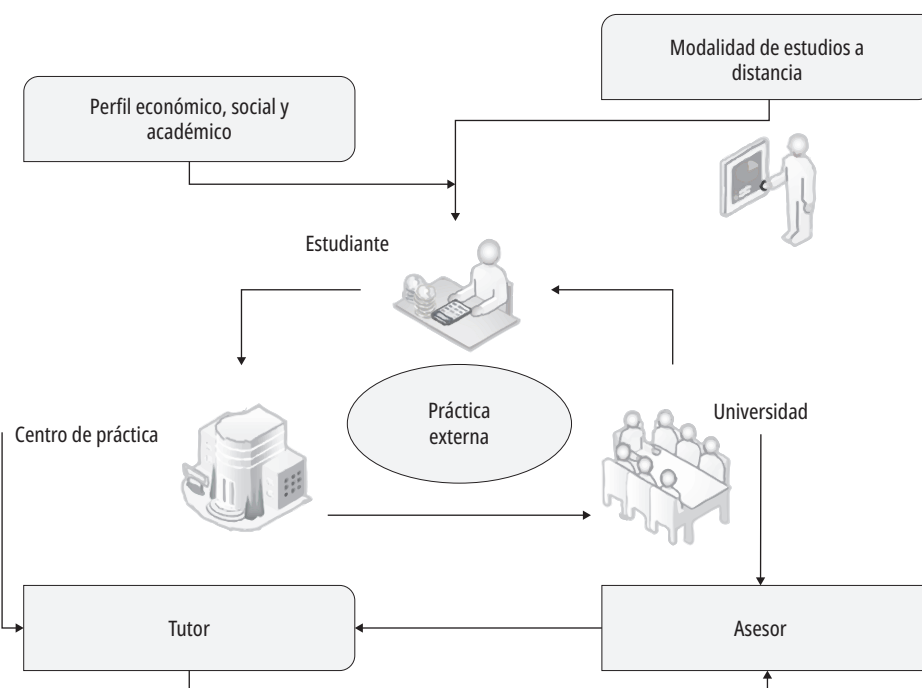 Modalidad de estudios a
distancia
Perfil económico, social y
académico
Estudiante
Práctica
externa
Universidad
Centro de práctica
Tutor
Asesor